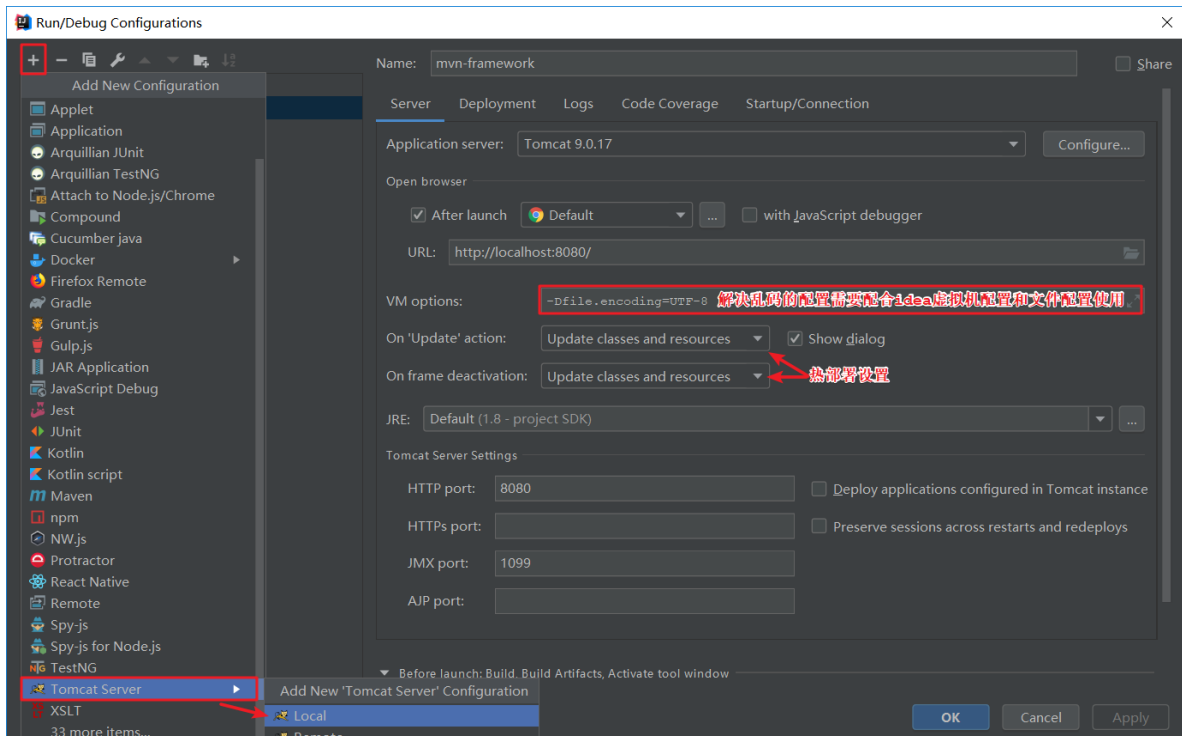 Run/Debug Configurations
Add New Configuration
Applet
Application
Arquillian JUnit
Arquillian TestNG
Attach to Node.js/Chrome
Compound
Cucumber java
Docker
Firefox Remote
Gradle
Grunt.js
Gulp.js
JAR Application
JavaScript Debug
Jest
JUnit
Kotlin
Kotlin script
Maven
npm
NW.js
Protractor
React Native
Remote
Spy-js
Spy-js for Node.js
TestNG
Tomcat Server
XSLT
33 more items...
Add New 'Tomcat Server' Configuration
Local
Remote
Name: mvn-framework Share
Server Deployment Logs Code Coverage Startup/Connection
Application server: Tomcat 9.0.17 Configure...
Open browser
After launch Default ... with JavaScript debugger
URL: http://localhost:8080/
VM options: -Dfile.encoding=UTF-8 解决乱码的配置需要配合idea虚拟机配置和文件配置使用
On 'Update' action: Update classes and resources Show dialog
On frame deactivation: Update classes and resources 热部署设置
JRE: Default (1.8 - project SDK) ...
Tomcat Server Settings
HTTP port: 8080 Deploy applications configured in Tomcat instance
HTTPs port: Preserve sessions across restarts and redeploys
JMX port: 1099
AJP port:
Before launch: Build, Build Artifacts, Activate tool window
OK Cancel Apply